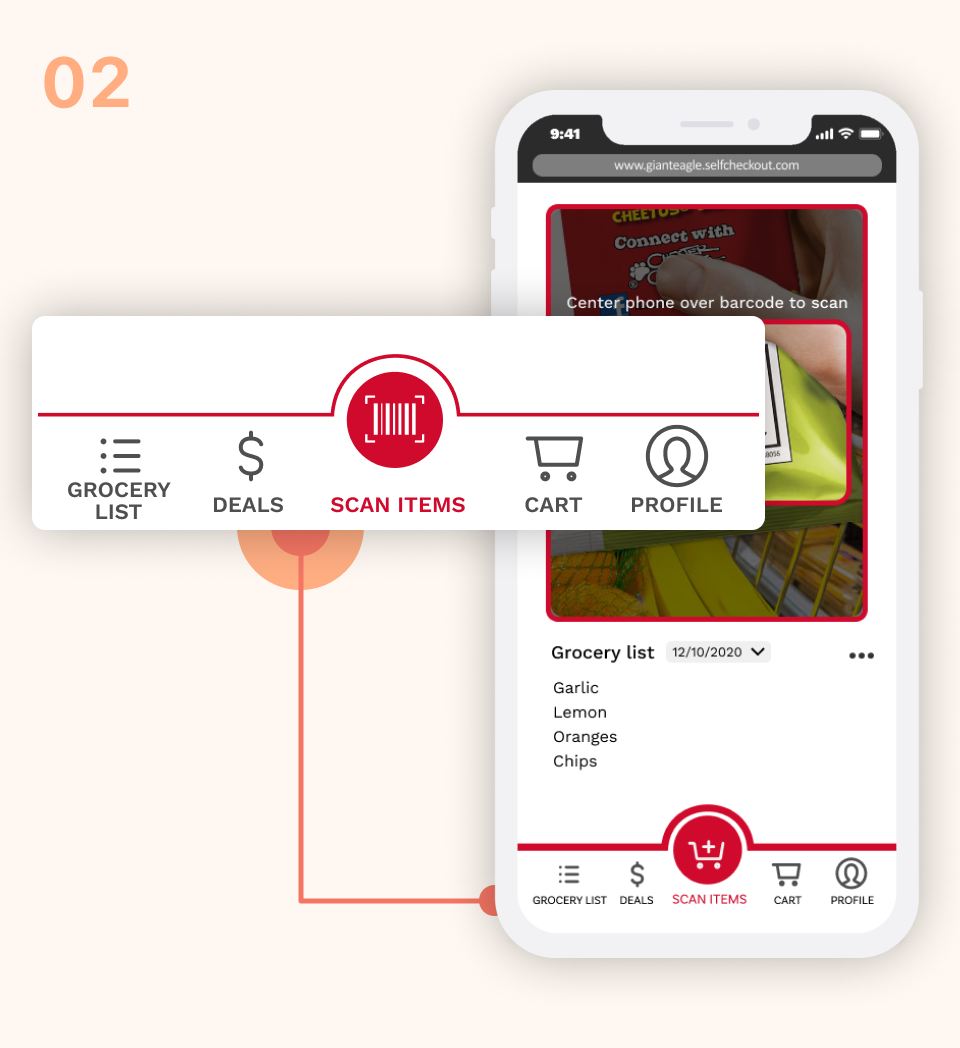 02
9:41
www.gianteagle.selfcheckout.com
CHEETOS
Connect with
Center phone over barcode to scan
GROCERY
LIST
DEALS
SCAN ITEMS
CART
PROFILE
Grocery list
12/10/2020
Garlic
Lemon
Oranges
Chips
GROCERY LIST
DEALS
SCAN ITEMS
CART
PROFILE